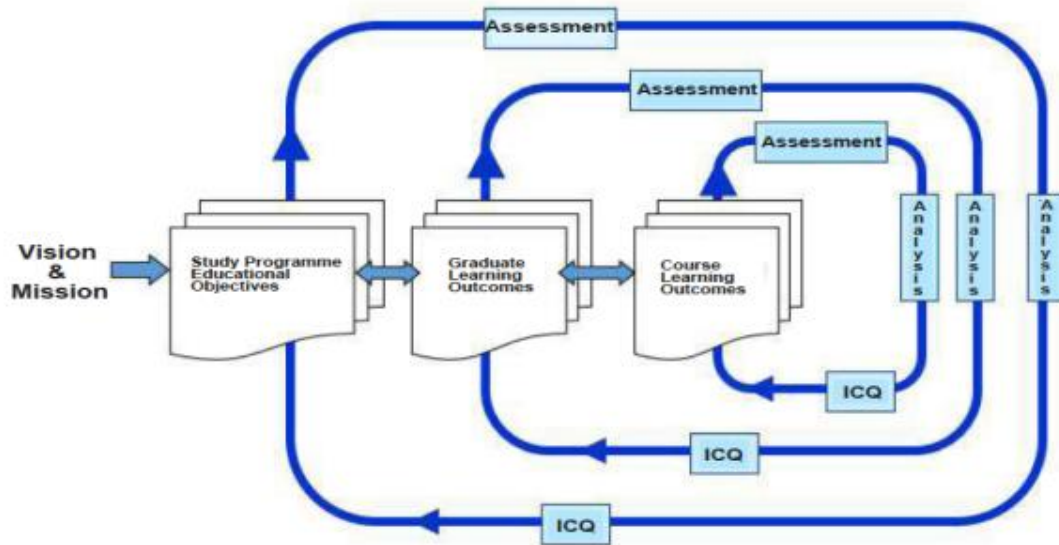 Assessment
Assessment
Assessment
Vision
&
Mission
Study Programme
Educational
Objectives
Graduate
Learning
Outcomes
Course
Learning
Outcomes
Analysis
Analysis
Analysis
ICQ
ICQ
ICQ